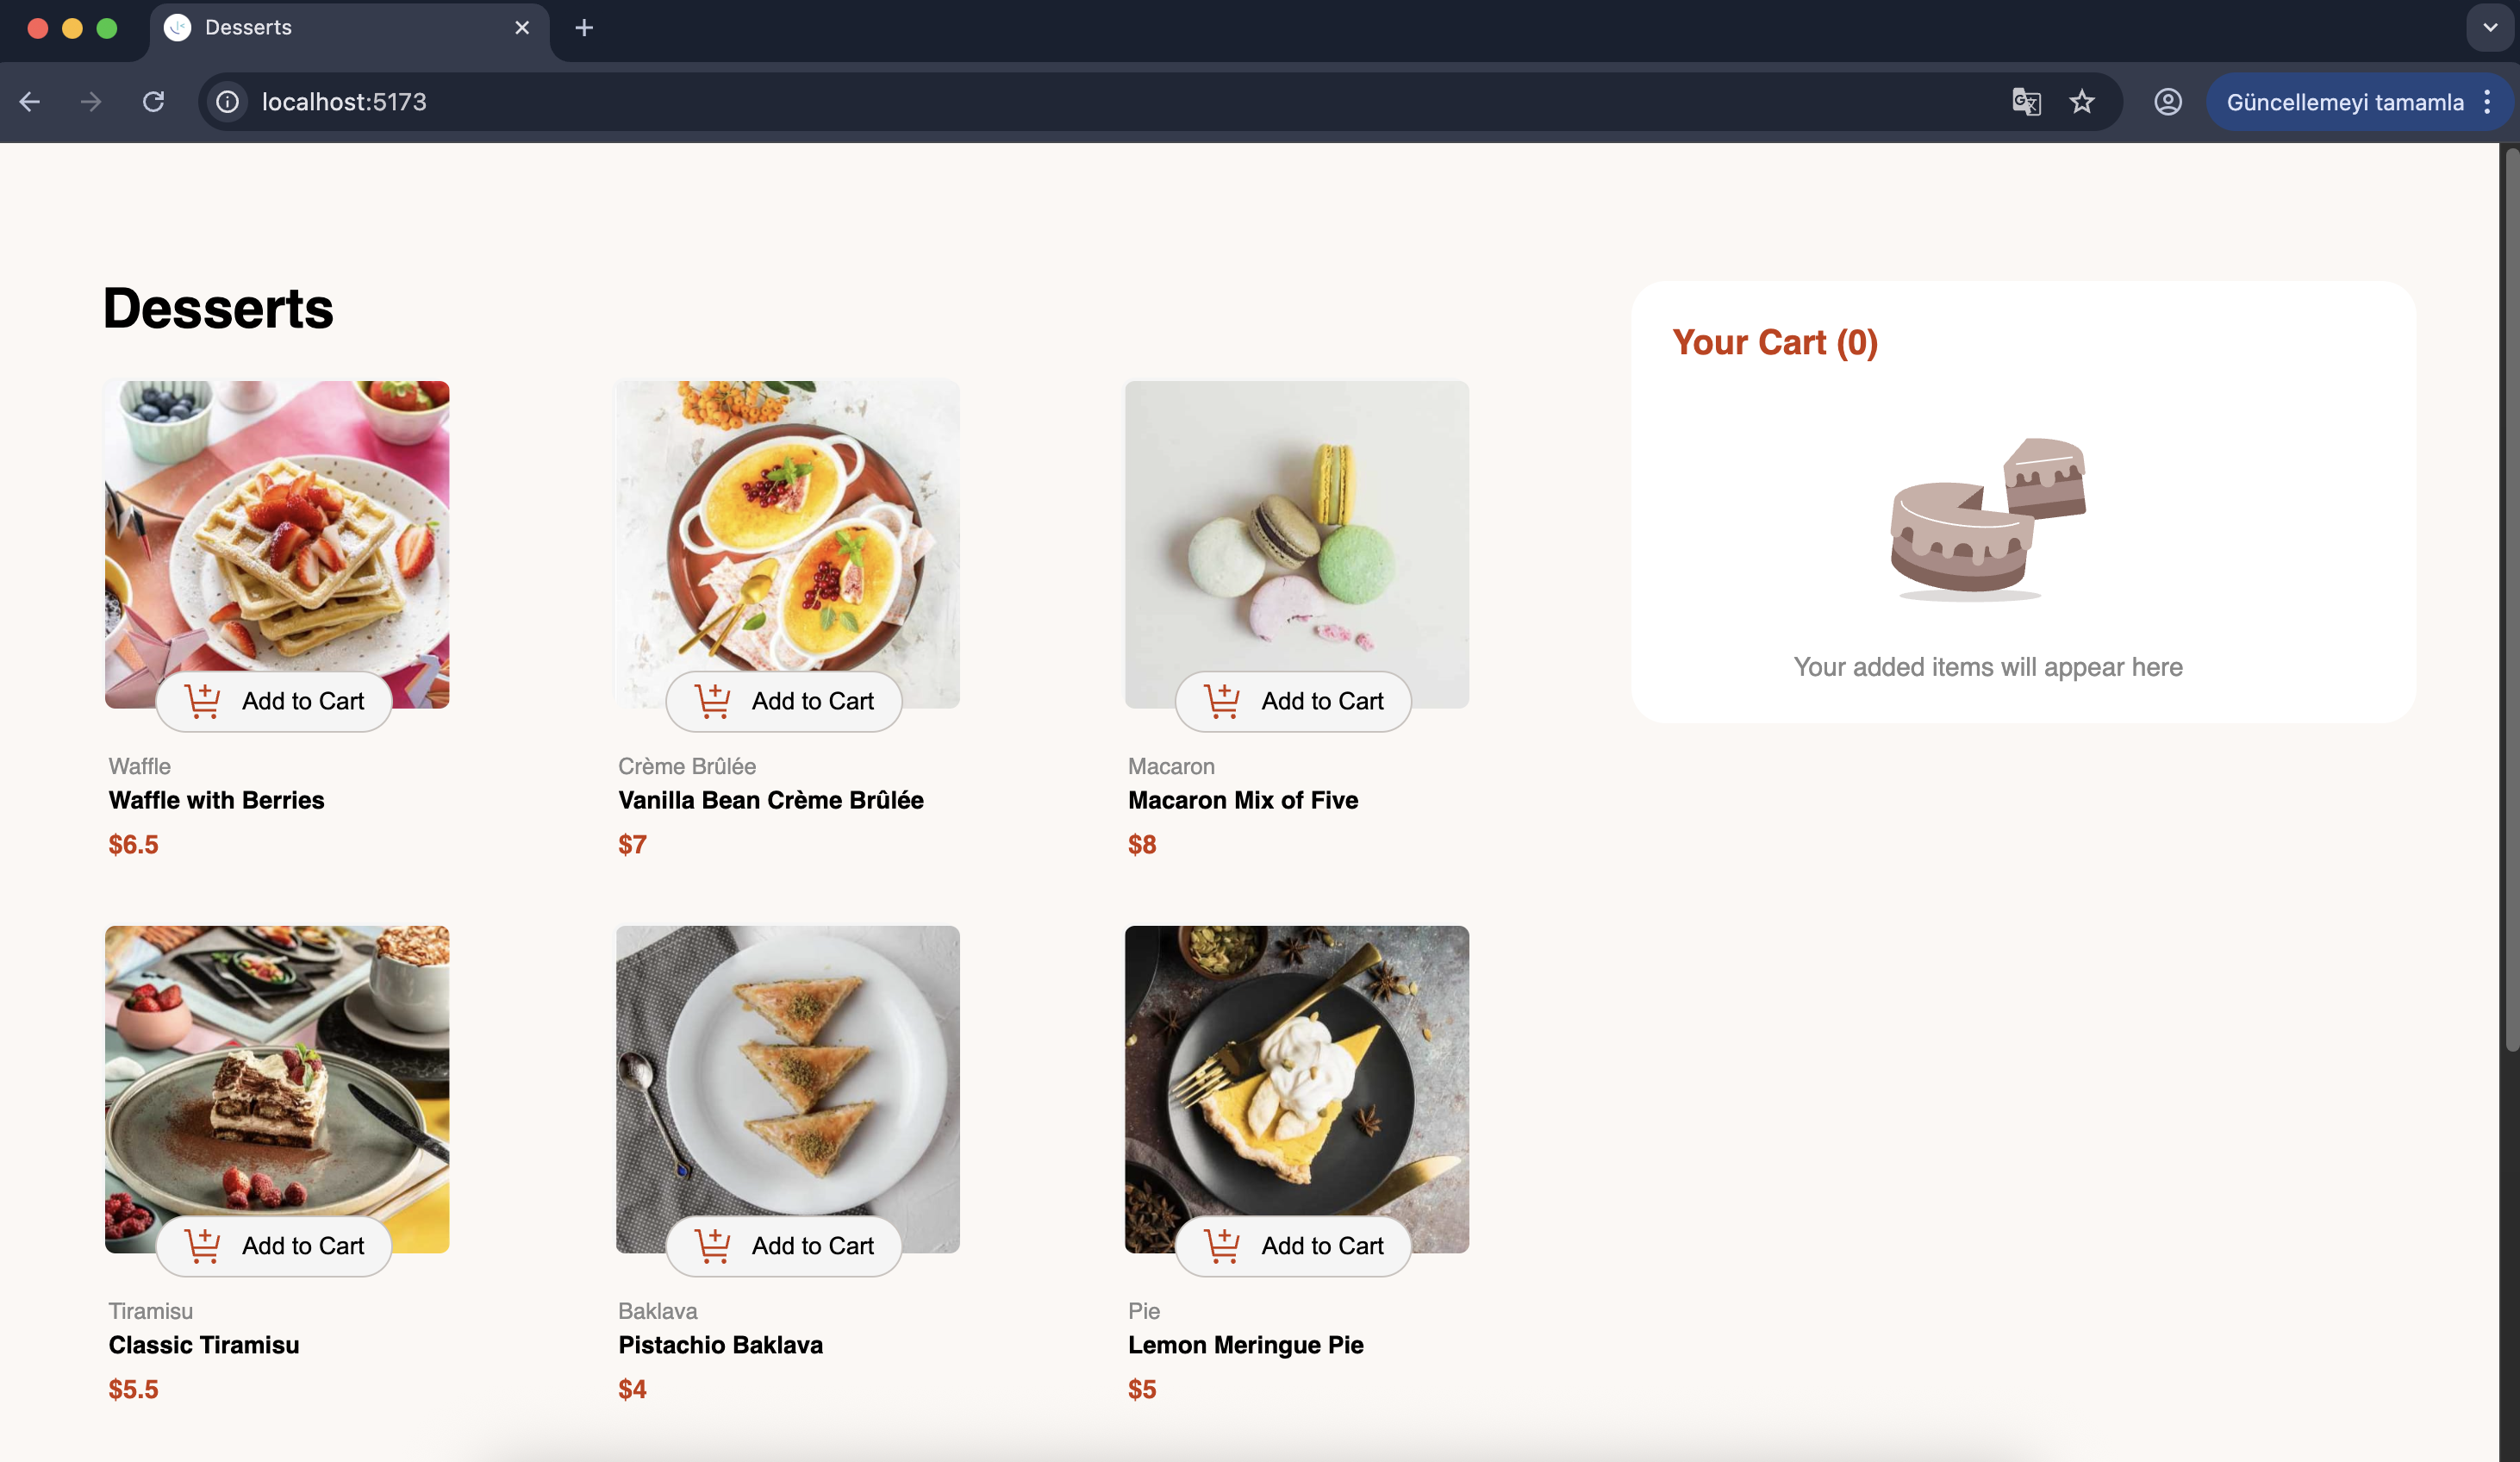 Desserts
localhost:5173
Güncellemeyi tamamla
Desserts
Your Cart (0)
Your added items will appear here
Add to Cart
Add to Cart
Add to Cart
Waffle
Waffle with Berries
$6.5
Crème Brûlée
Vanilla Bean Crème Brûlée
$7
Macaron
Macaron Mix of Five
$8
Add to Cart
Add to Cart
Add to Cart
Tiramisu
Classic Tiramisu
$5.5
Baklava
Pistachio Baklava
$4
Pie
Lemon Meringue Pie
$5